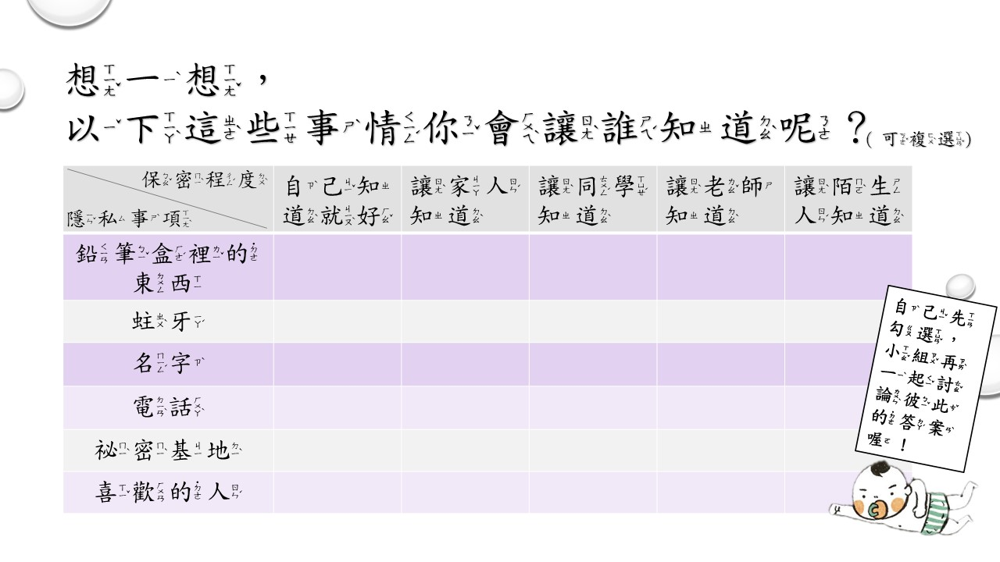 想一想，
以下這些事情你會讓誰知道呢？(可複選)
保密程度
隱私事項
自己知
道就好
讓家人
知道
讓同學
知道
讓老師
知道
讓陌生
人知道
鉛筆盒裡的
東西
蛀牙
名字
電話
祕密基地
喜歡的人
自己先
勾選，
小組再
一起討
論彼此
的答案
喔！